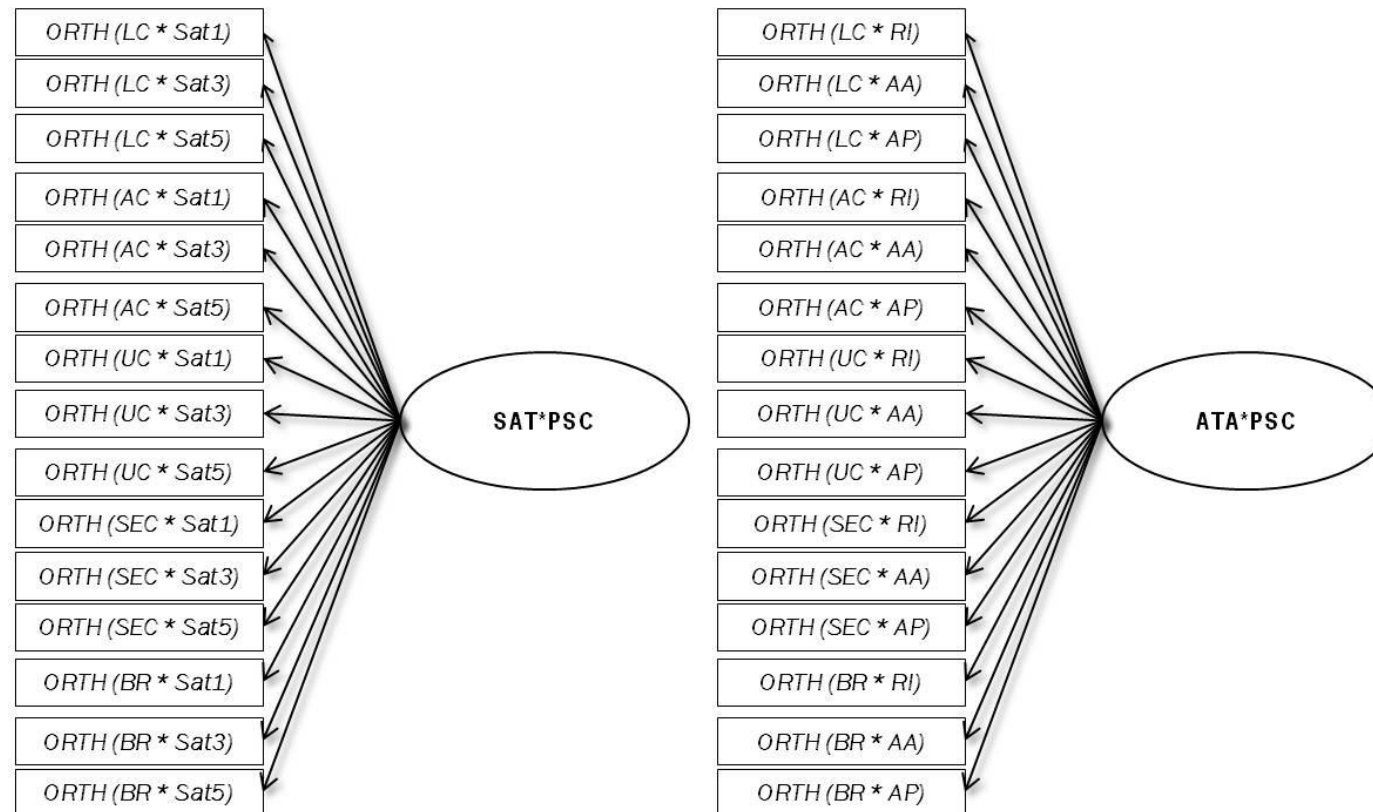 ORTH (LC * Sat1)
ORTH (LC * Sat3)
ORTH (LC * Sat5)
ORTH (AC * Sat1)
ORTH (AC * Sat3)
ORTH (AC * Sat5)
ORTH (UC * Sat1)
ORTH (UC * Sat3)
ORTH (UC * Sat5)
ORTH (SEC * Sat1)
ORTH (SEC * Sat3)
ORTH (SEC * Sat5)
ORTH (BR * Sat1)
ORTH (BR * Sat3)
ORTH (BR * Sat5)
SAT*PSC
ORTH (LC * RI)
ORTH (LC * AA)
ORTH (LC * AP)
ORTH (AC * RI)
ORTH (AC * AA)
ORTH (AC * AP)
ORTH (UC * RI)
ORTH (UC * AA)
ORTH (UC * AP)
ORTH (SEC * RI)
ORTH (SEC * AA)
ORTH (SEC * AP)
ORTH (BR * RI)
ORTH (BR * AA)
ORTH (BR * AP)
ATA*PSC